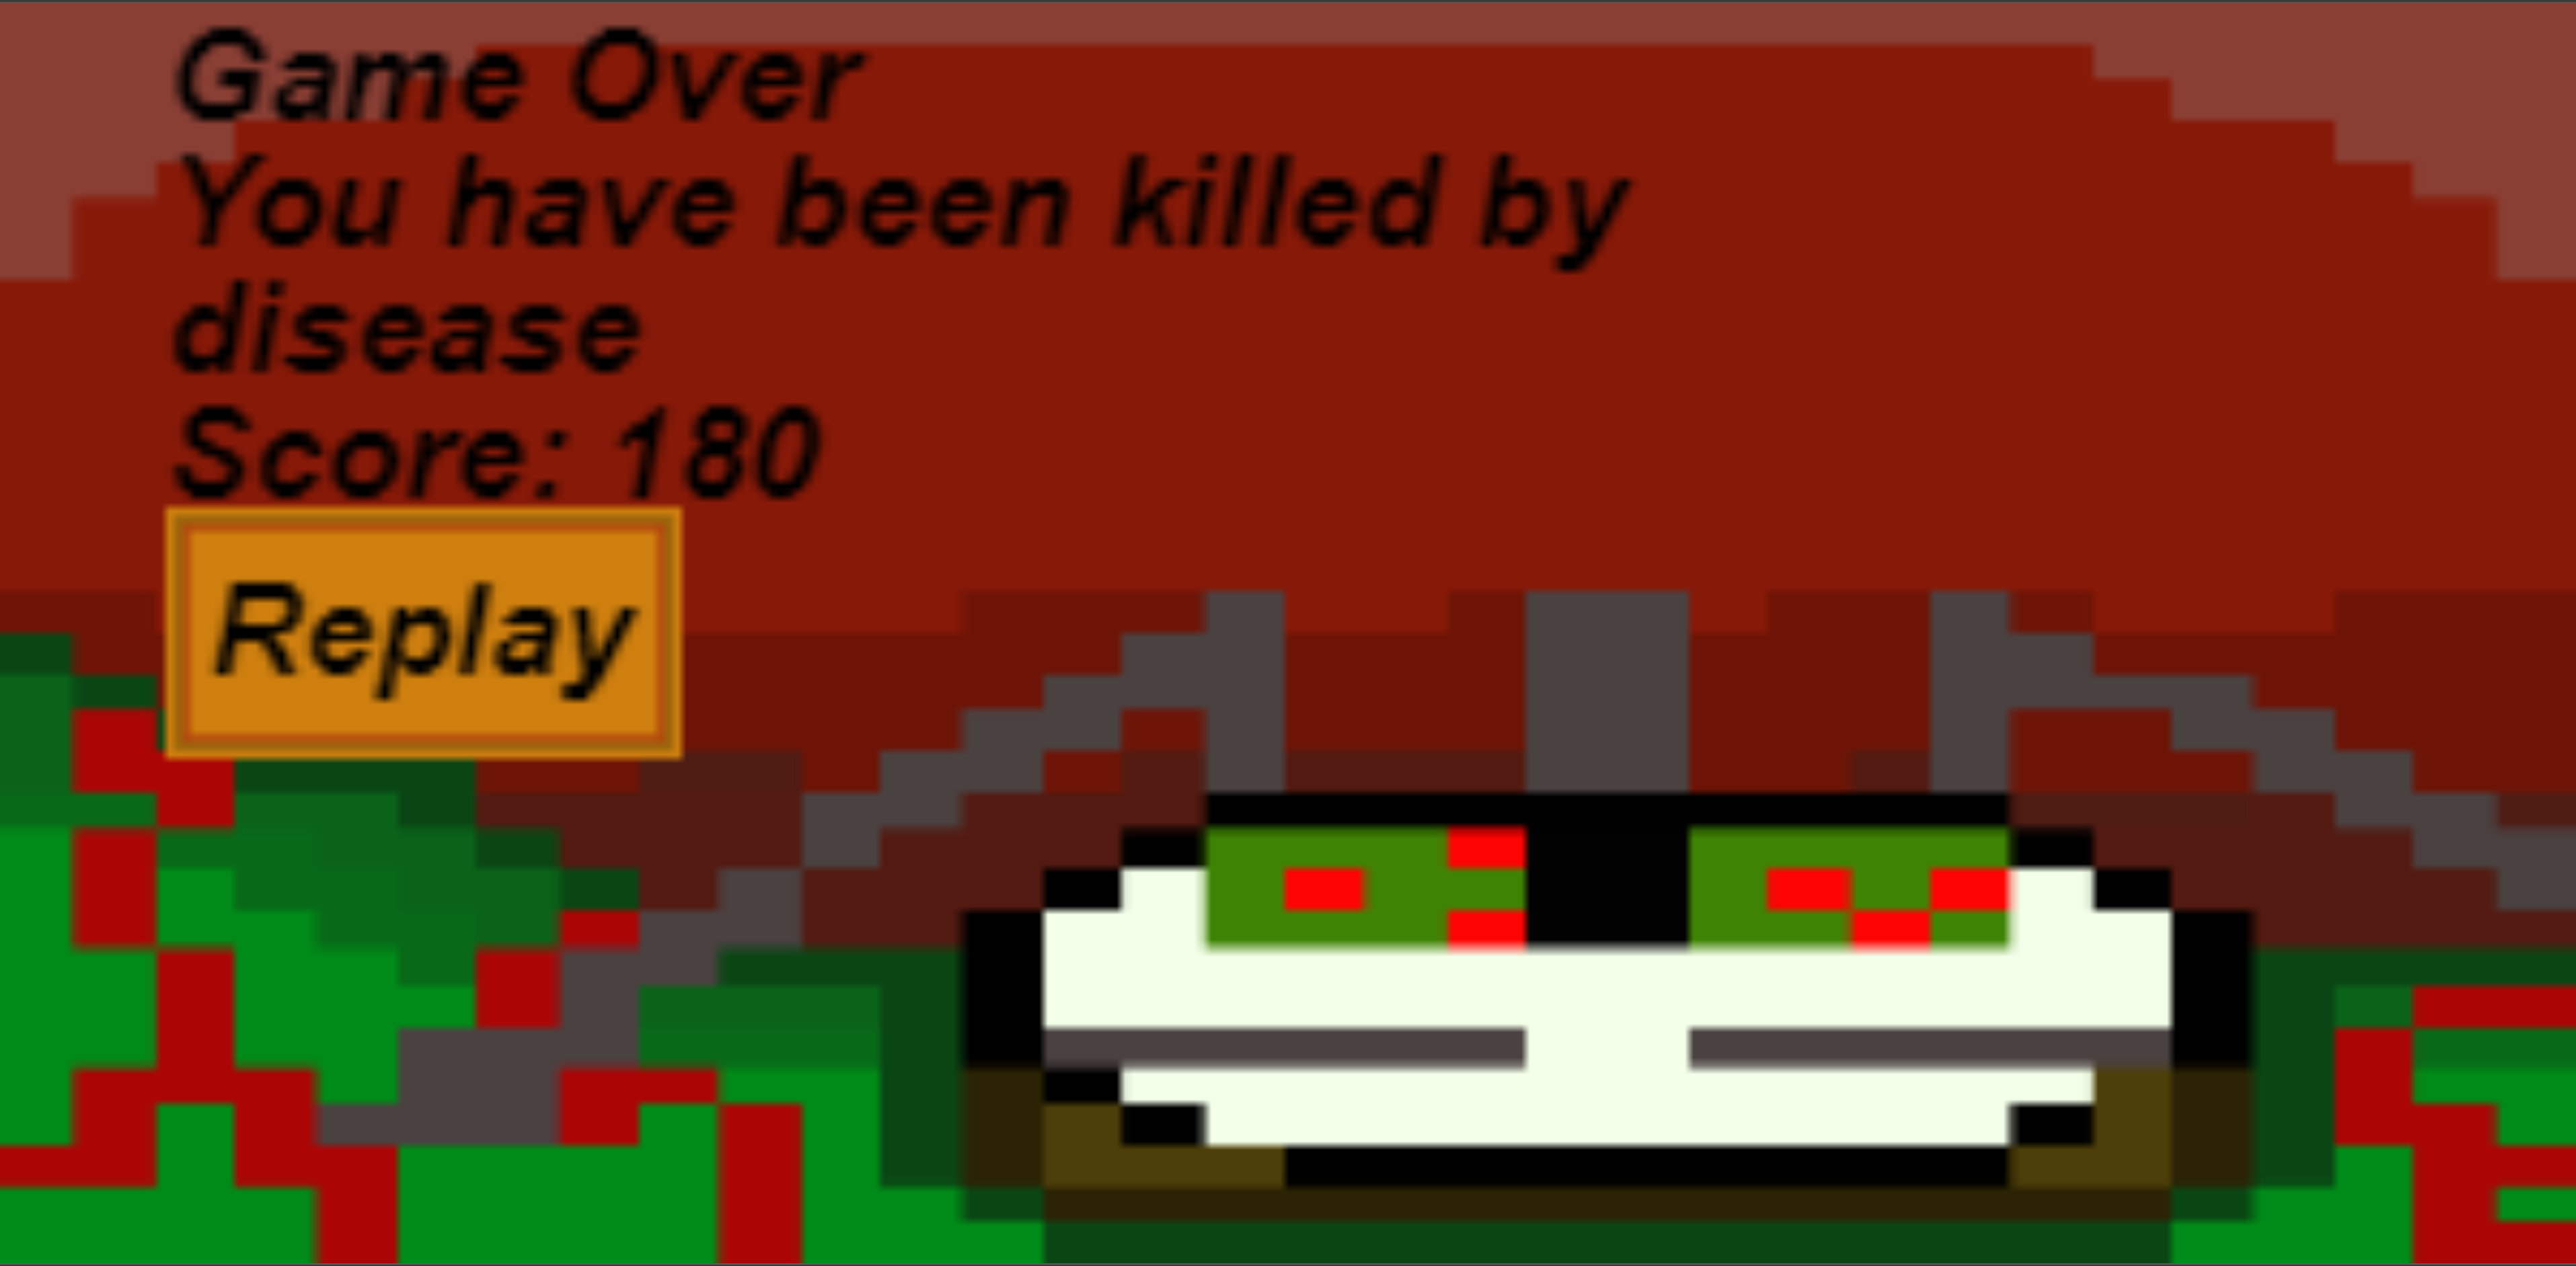 Game Over
You have been killed by
disease
Score: 180
Replay